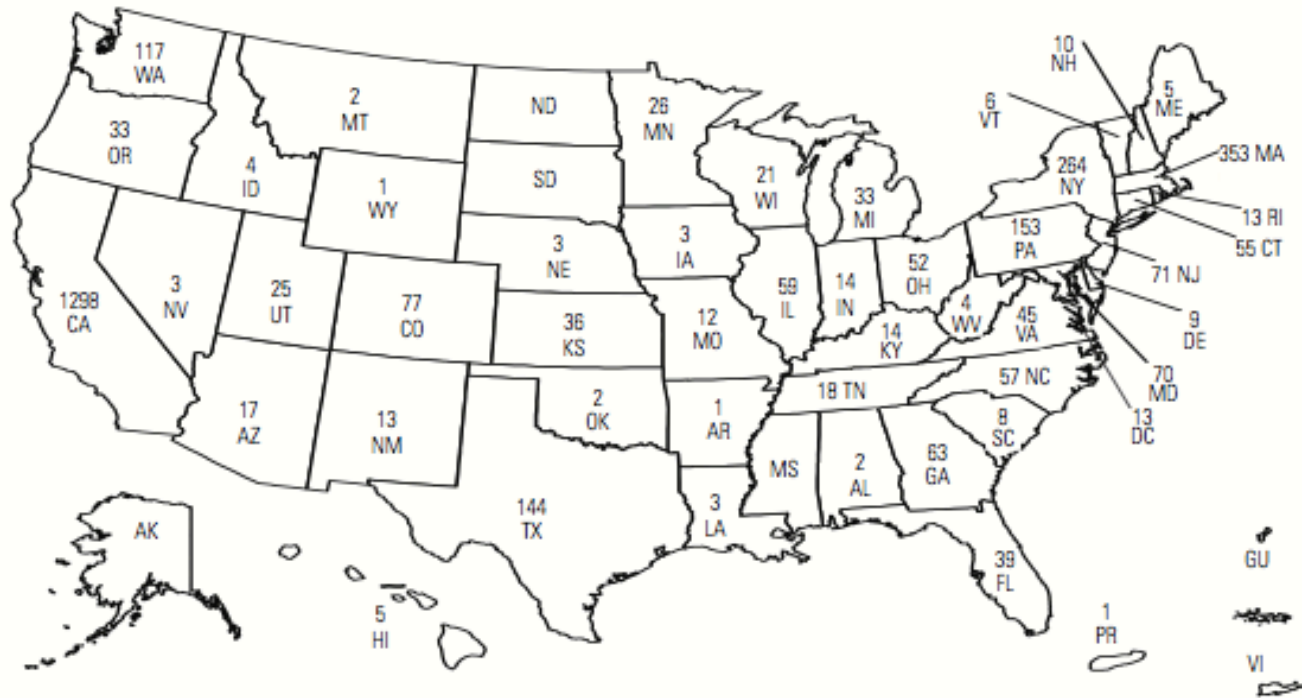 117
WA
2
MT
ND
26
MN
10
NH
6
VT
5
ME
33
OR
4
ID
1
WY
SD
21
WI
33
MI
264
NY
353 MA
13 RI
55 CT
153
PA
71 NJ
1298
CA
3
NV
25
UT
77
CO
3
NE
3
IA
59
IL
14
IN
52
OH
4
WV
45
VA
9
DE
36
KS
12
MO
14
KY
70
MD
13
DC
57 NC
18 TN
17
AZ
13
NM
2
OK
1
AR
8
SC
MS
2
AL
63
GA
144
TX
3
LA
39
FL
AK
5
HI
GU
1
PR
VI